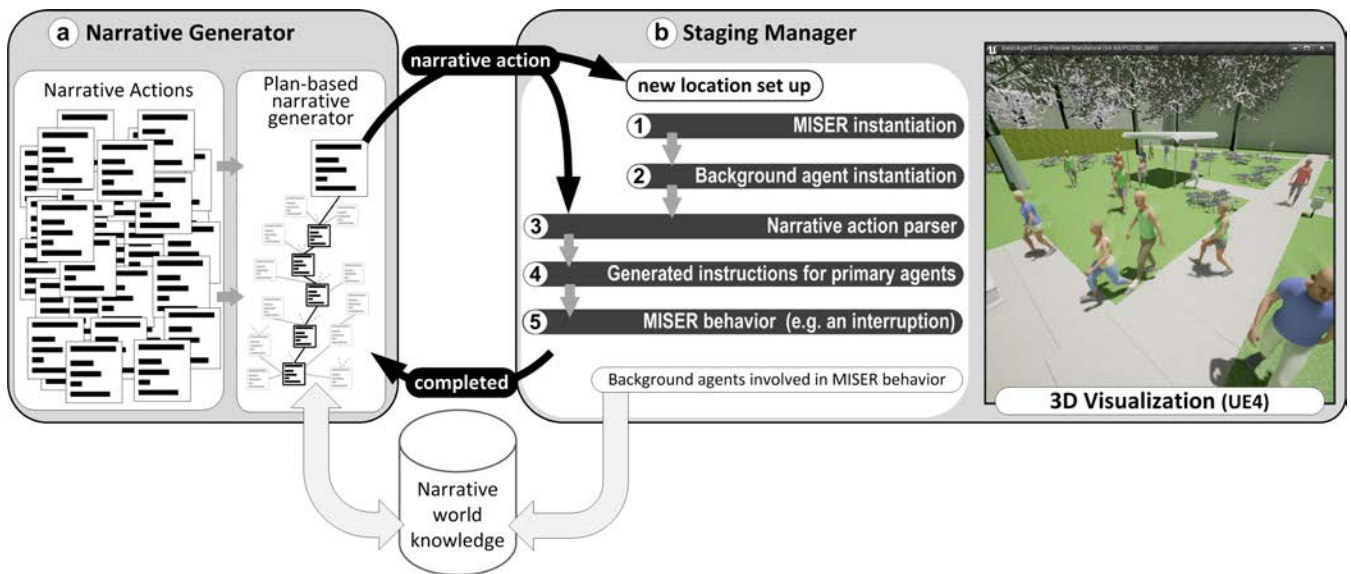 a Narrative Generator
Narrative Actions
Plan-based
narrative
generator
narrative action
completed
b Staging Manager
new location set up
1 MISER instantiation
2 Background agent instantiation
3 Narrative action parser
4 Generated instructions for primary agents
5 MISER behavior (e.g. an interruption)
Background agents involved in MISER behavior
3D Visualization (UE4)
Narrative
world
knowledge